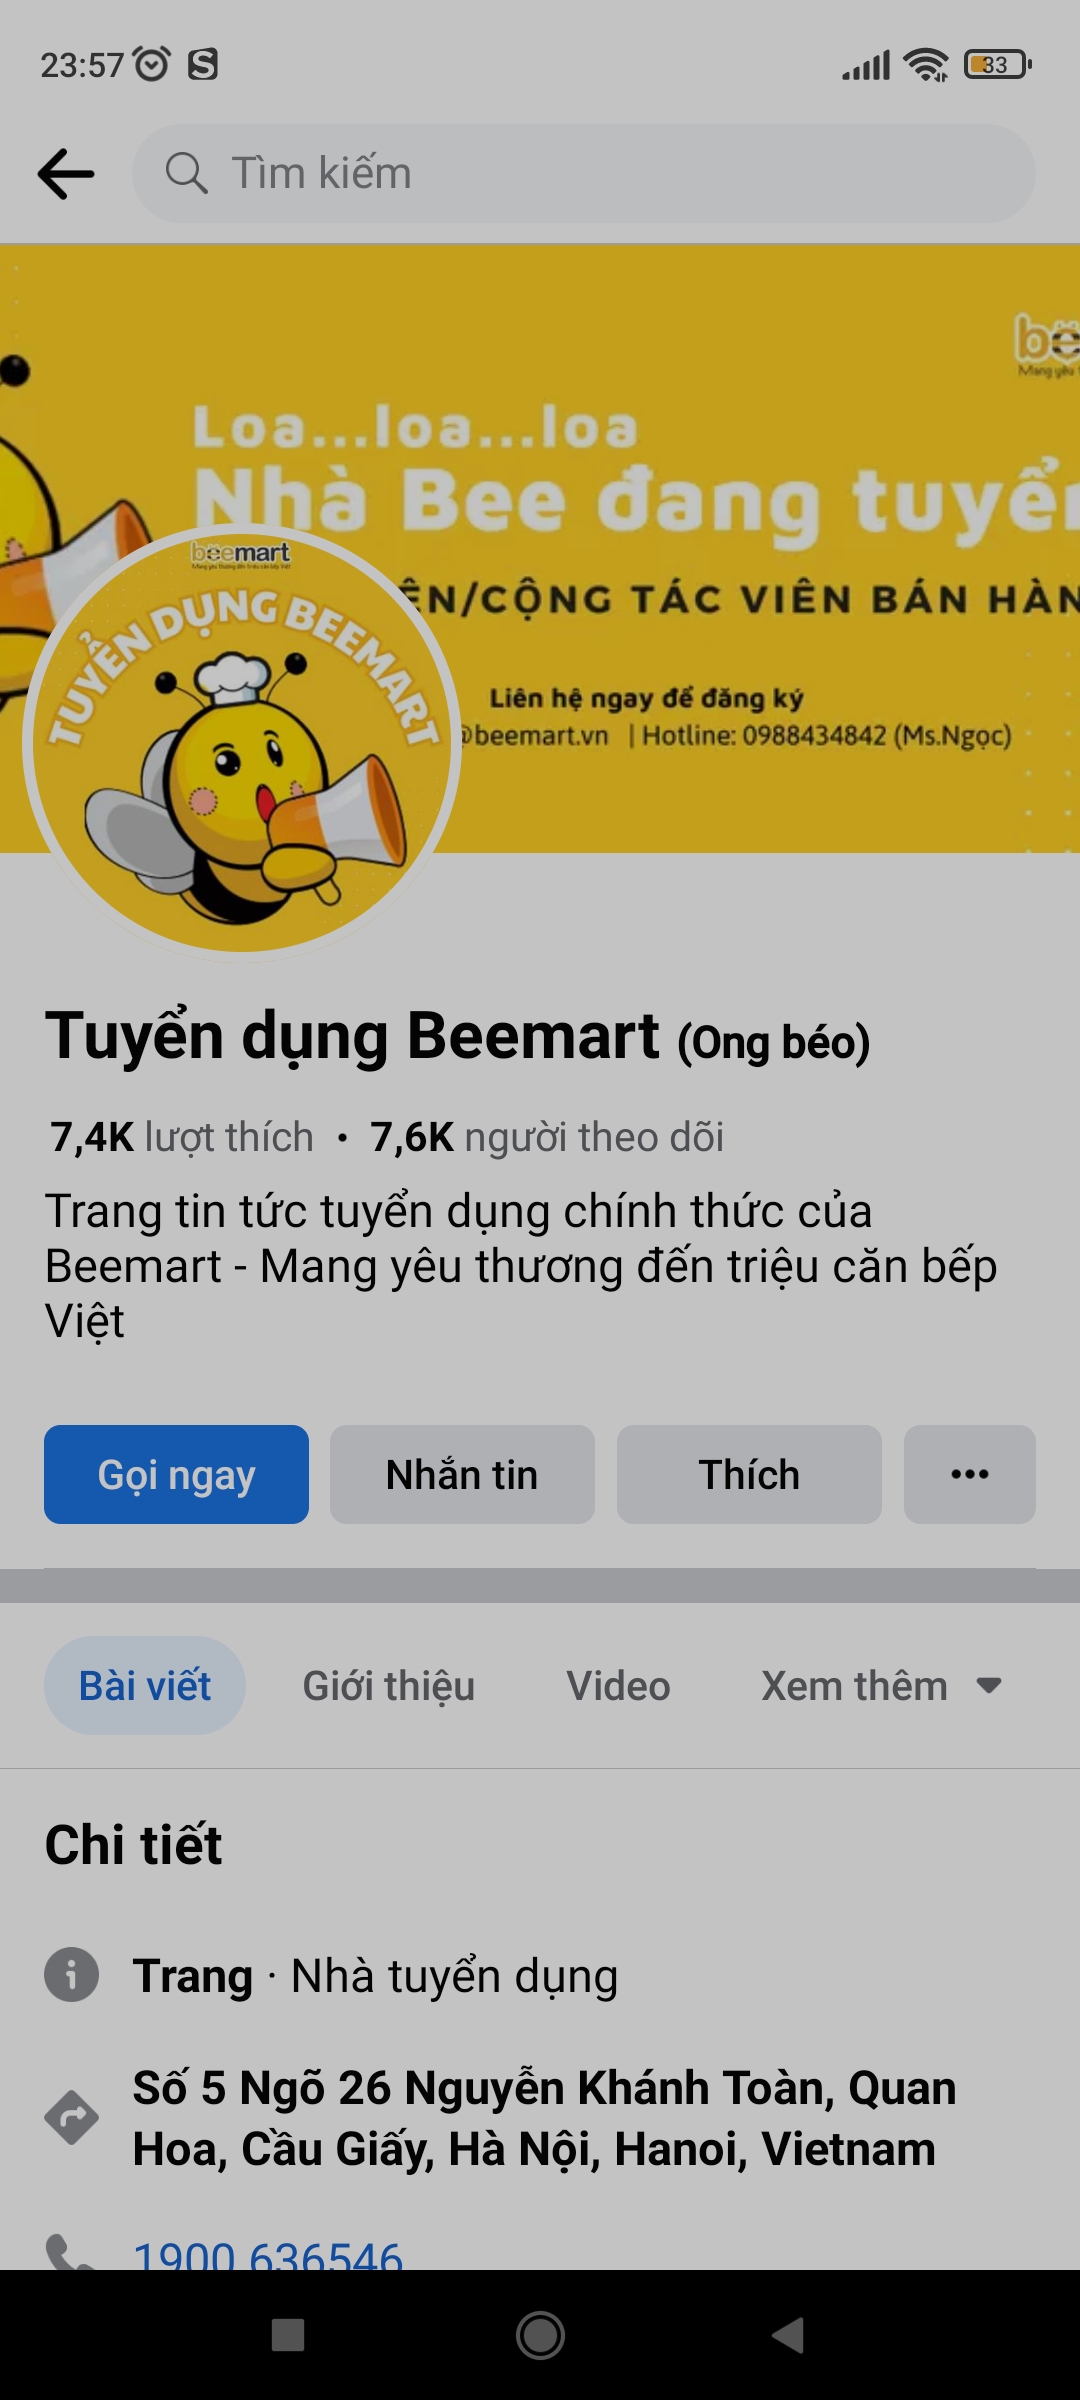 23:57
33
Tìm kiếm
Loa...loa...loa
Nhà Bee đang tuyển
/CỘNG TÁC VIÊN BÁN
Liên hệ ngay để đăng ký
@beemart.vn | Hotline: 0988434842 (Ms.Ngọc)
beemart
TUYỂN DỤNG BEEMART
Tuyển dụng Beemart (Ong béo)
7,4K lượt thích • 7,6K người theo dõi
Trang tin tức tuyển dụng chính thức của
Beemart - Mang yêu thương đến triệu căn bếp
Việt
Gọi ngay
Nhắn tin
Thích
Bài viết
Giới thiệu
Video
Xem thêm
Chi tiết
Trang · Nhà tuyển dụng
Số 5 Ngõ 26 Nguyễn Khánh Toàn, Quan
Hoa, Cầu Giấy, Hà Nội, Hanoi, Vietnam
1900 636546